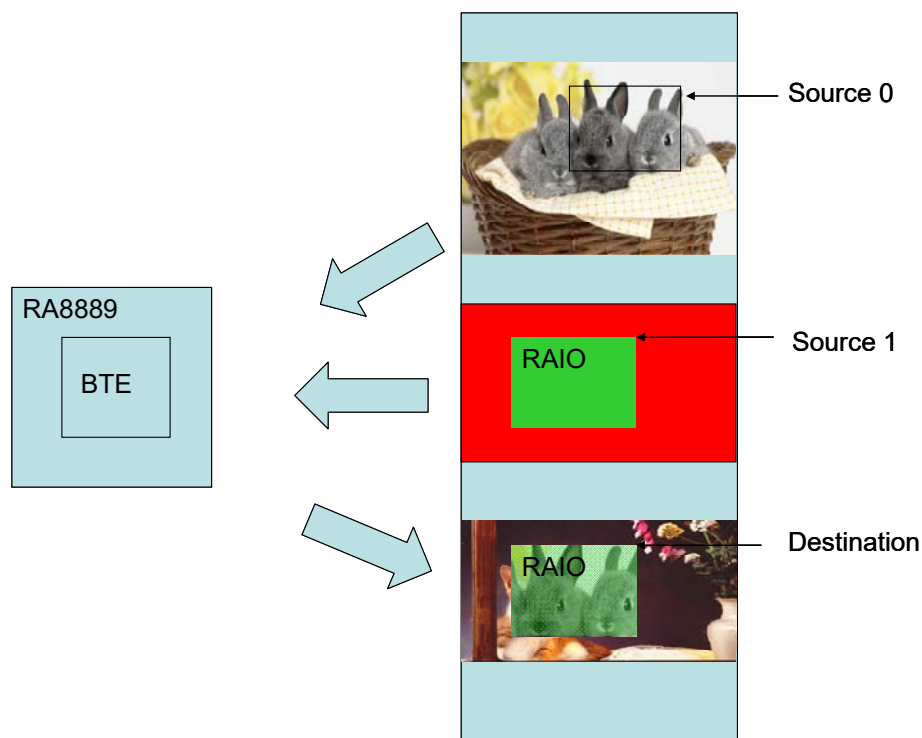 Source 0
RA8889
BTE
RAIO
Source 1
RAIO
Destination